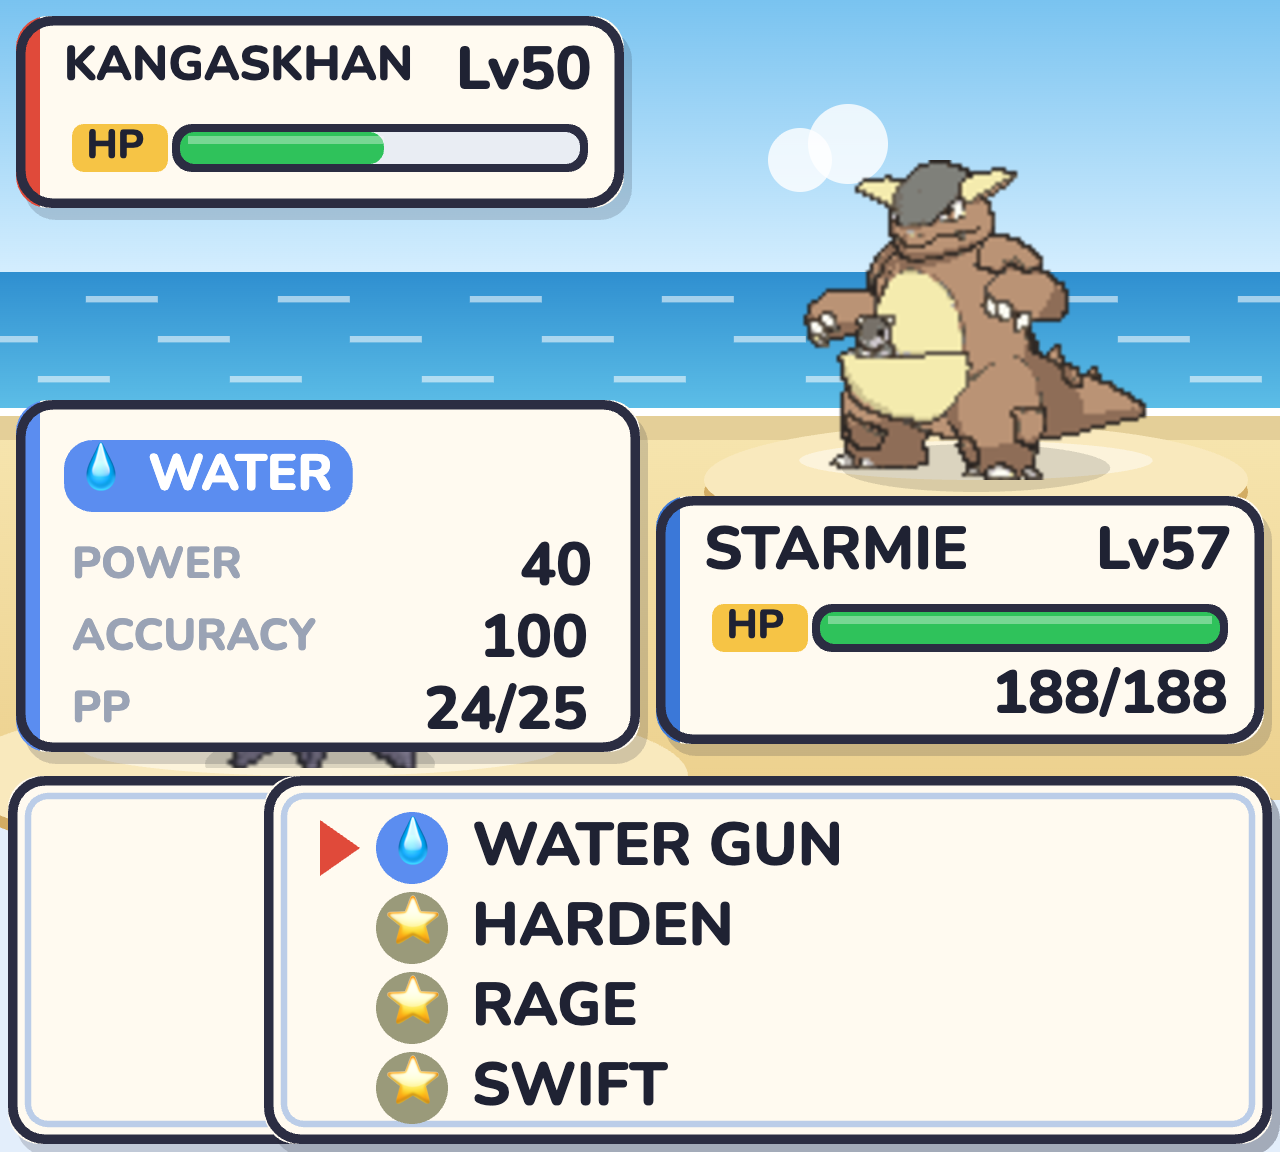 KANGASKHAN Lv50
HP
WATER
POWER 40
ACCURACY 100
PP 24/25
STARMIE Lv57
HP
188/188
WATER GUN
HARDEN
RAGE
SWIFT